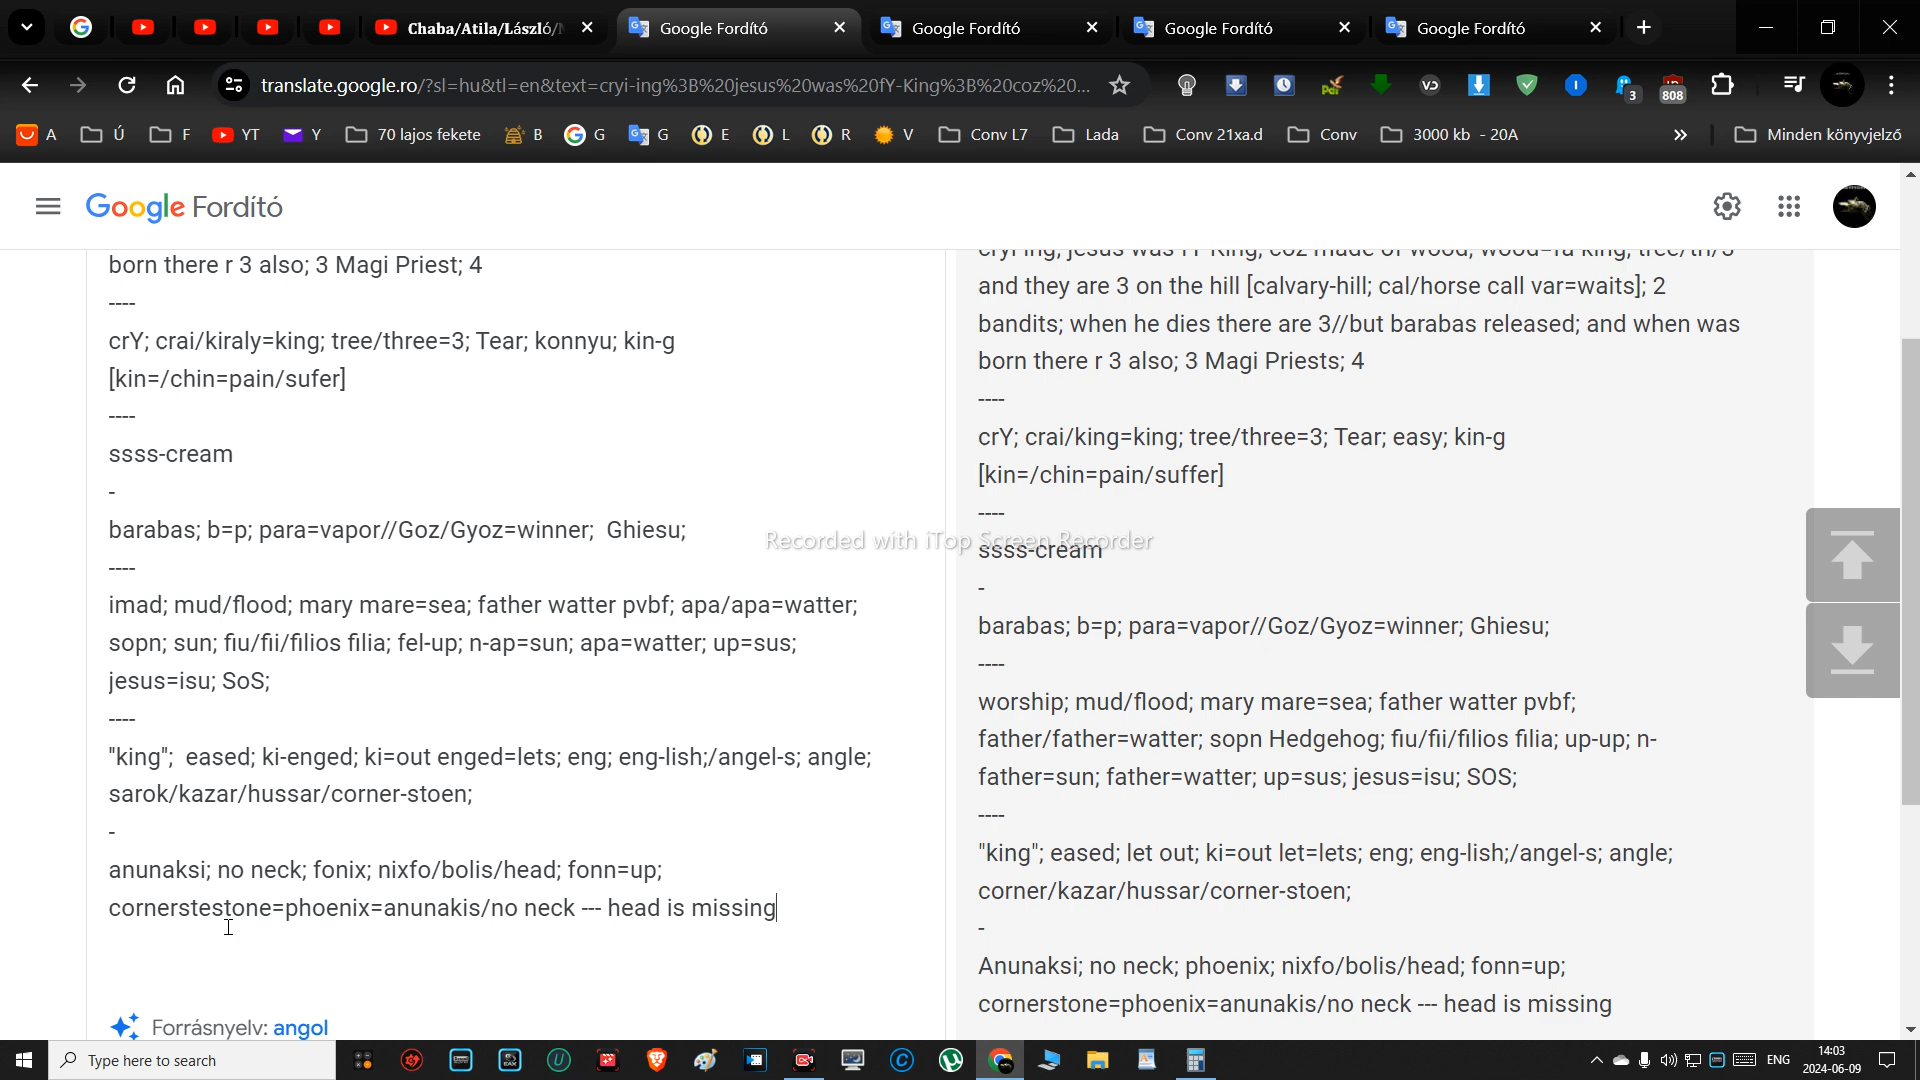 Chaba/Atila/László/
Google Fordító
Google Fordító
Google Fordító
Google Fordító
translate.google.ro/?sl=hu&tl=en&text=cryi-ing%3B%20jesus%20was%20fY-King%3B%20coz%20...
3
808
A
Ú
F
YT
Y
70 lajos fekete
B
G
G
E
L
R
V
Conv L7
Lada
Conv 21xa.d
Conv
3000 kb - 20A
»
Minden könyvjelző
Google Fordító
born there r 3 also; 3 Magi Priest; 4
----
crY; crai/kiraly=king; tree/three=3; Tear; konnyu; kin-g
[kin=/chin=pain/sufer]
----
ssss-cream
-
barabas; b=p; para=vapor//Goz/Gyoz=winner;  Ghiesu;
----
imad; mud/flood; mary mare=sea; father watter pvbf; apa/apa=watter;
sopn; sun; fiu/fii/filios filia; fel-up; n-ap=sun; apa=watter; up=sus;
jesus=isu; SoS;
----
"king";  eased; ki-enged; ki=out enged=lets; eng; eng-lish;/angel-s; angle;
sarok/kazar/hussar/corner-stoen;
-
anunaksi; no neck; fonix; nixfo/bolis/head; fonn=up;
cornerstestone=phoenix=anunakis/no neck --- head is missing
Forrásnyelv: angol
and they are 3 on the hill [calvary-hill; cal/horse call var=waits]; 2
bandits; when he dies there are 3//but barabas released; and when was
born there r 3 also; 3 Magi Priests; 4
----
crY; crai/king=king; tree/three=3; Tear; easy; kin-g
[kin=/chin=pain/suffer]
----
ssss-cream
-
barabas; b=p; para=vapor//Goz/Gyoz=winner; Ghiesu;
----
worship; mud/flood; mary mare=sea; father watter pvbf;
father/father=watter; sopn Hedgehog; fiu/fii/filios filia; up-up; n-
father=sun; father=watter; up=sus; jesus=isu; SOS;
----
"king"; eased; let out; ki=out let=lets; eng; eng-lish;/angel-s; angle;
corner/kazar/hussar/corner-stoen;
-
Anunaksi; no neck; phoenix; nixfo/bolis/head; fonn=up;
cornerstone=phoenix=anunakis/no neck --- head is missing
Recorded with iTop Screen Recorder
Type here to search
ENG
14:03
2024-06-09